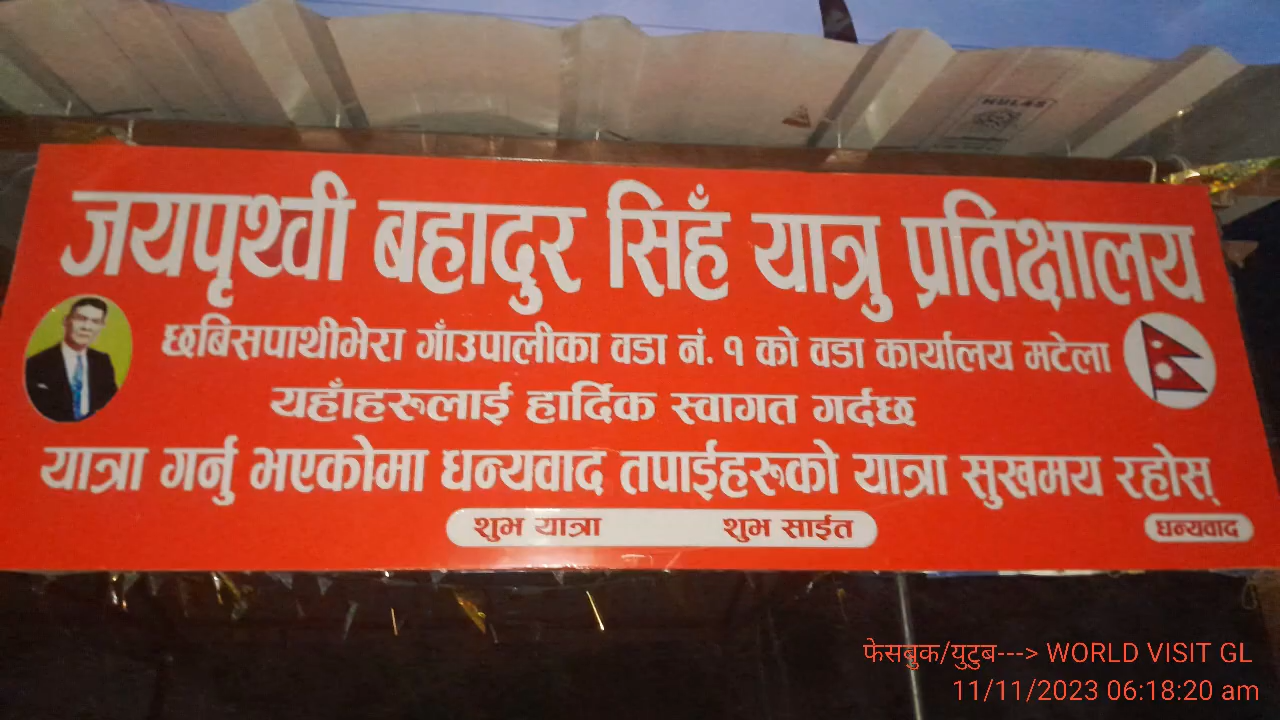 HULAS
जयपृथ्वी बहादुर सिहँ यात्रु प्रतिक्षालय
छबिसपाथीभेरा गाँउपालीका वडा नं. १ को वडा कार्यालय मटेला
यहाँहरुलाई हार्दिक स्वागत गर्दछ
यात्रा गर्नु भएकोमा धन्यवाद तपाईहरूको यात्रा सुखमय रहोस्
शुभ यात्रा शुभ साईत
धन्यवाद
फेसबुक/युटुब---> WORLD VISIT GL
11/11/2023 06:18:20 am